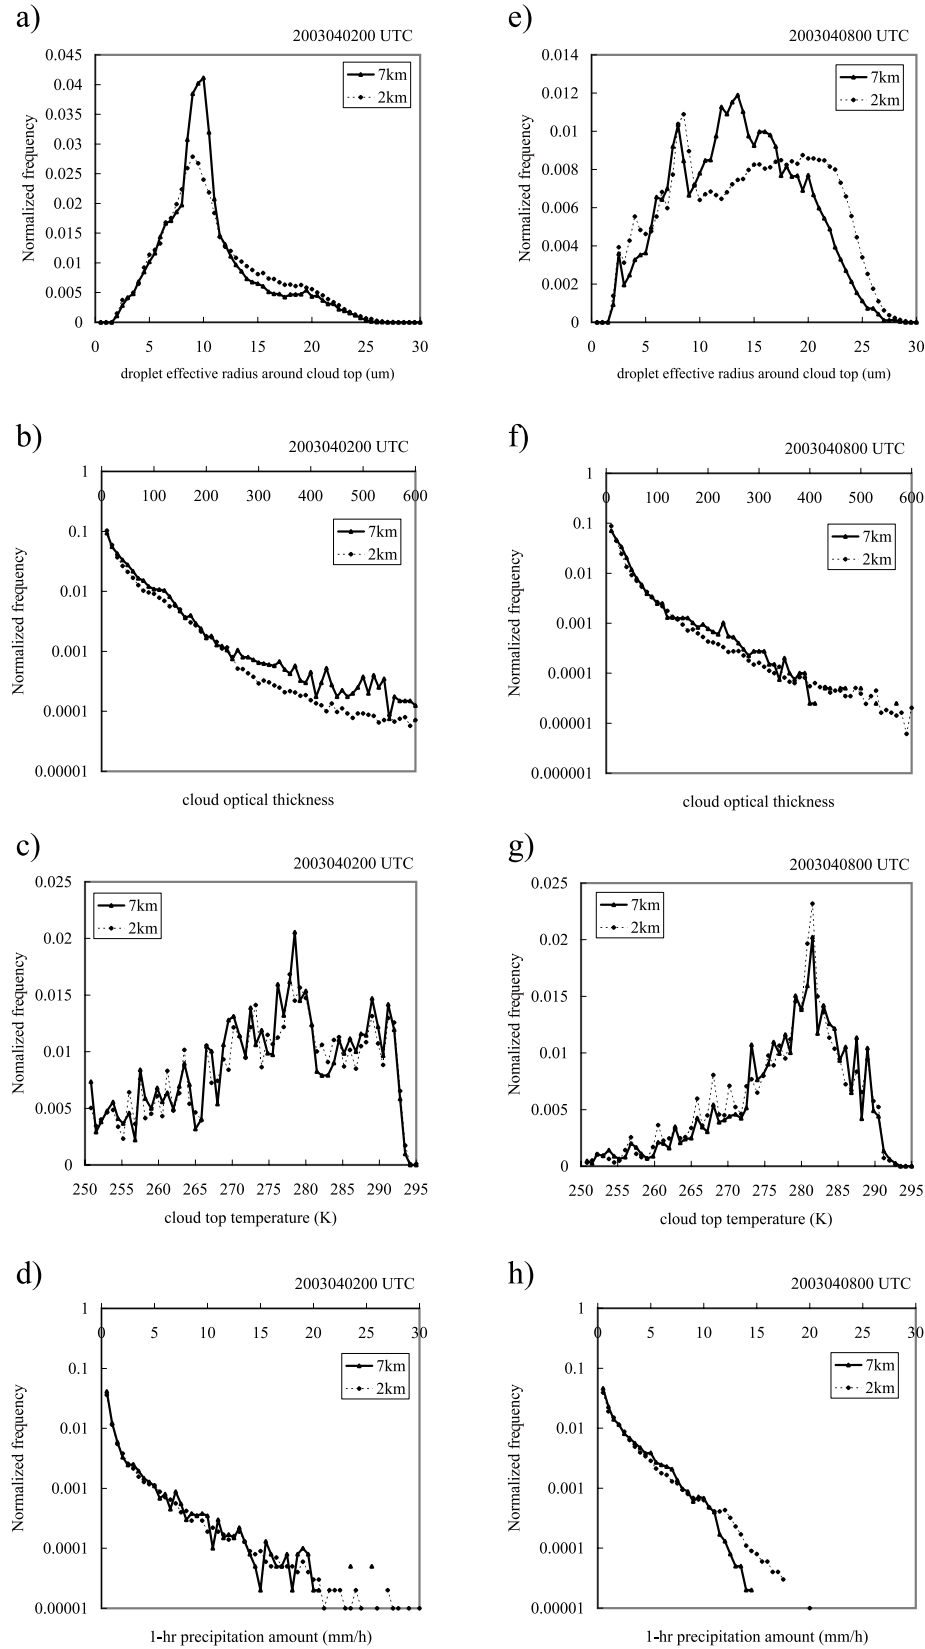 a)
2003040200 UTC
0.045
0.04
0.035
0.03
0.025
0.02
0.015
0.01
0.005
0
Normalized frequency
7km
2km
0 5 10 15 20 25 30
droplet effective radius around cloud top (um)
e)
2003040800 UTC
0.014
0.012
0.01
0.008
0.006
0.004
0.002
0
Normalized frequency
7km
2km
0 5 10 15 20 25 30
droplet effective radius around cloud top (um)
b)
2003040200 UTC
1
0.1
0.01
0.001
0.0001
0.00001
Normalized frequency
0 100 200 300 400 500 600
7km
2km
cloud optical thickness
f)
2003040800 UTC
1
0.1
0.01
0.001
0.0001
0.00001
0.000001
Normalized frequency
0 100 200 300 400 500 600
7km
2km
cloud optical thickness
c)
2003040200 UTC
0.025
0.02
0.015
0.01
0.005
0
Normalized frequency
7km
2km
250 255 260 265 270 275 280 285 290 295
cloud top temperature (K)
g)
2003040800 UTC
0.025
0.02
0.015
0.01
0.005
0
Normalized frequency
7km
2km
250 255 260 265 270 275 280 285 290 295
cloud top temperature (K)
d)
2003040200 UTC
1
0.1
0.01
0.001
0.0001
0.00001
Normalized frequency
0 5 10 15 20 25 30
7km
2km
1-hr precipitation amount (mm/h)
h)
2003040800 UTC
1
0.1
0.01
0.001
0.0001
0.00001
Normalized frequency
0 5 10 15 20 25 30
7km
2km
1-hr precipitation amount (mm/h)